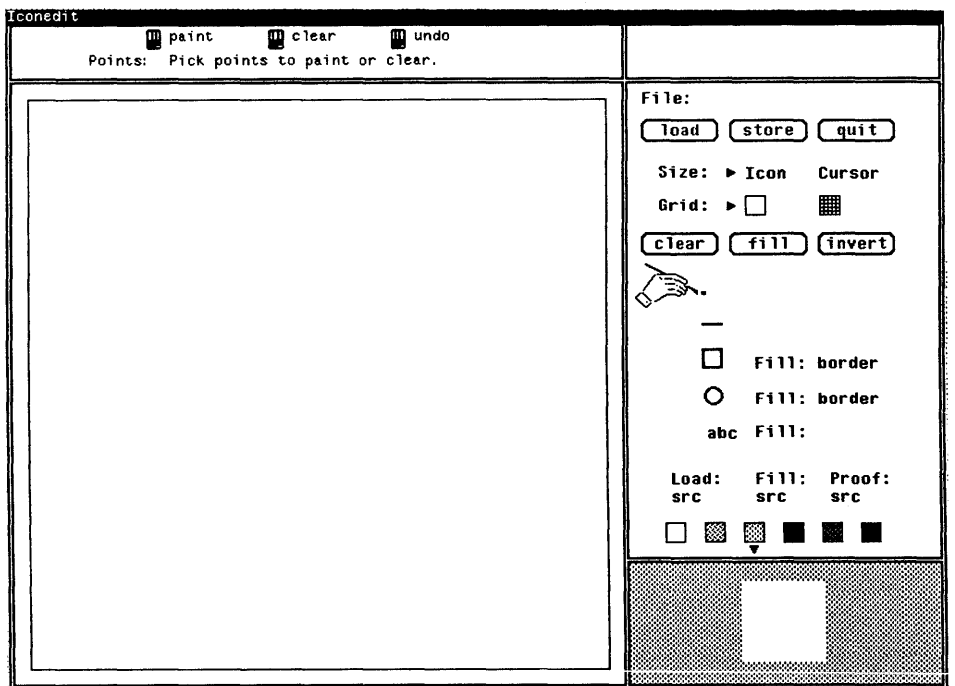 Iconedit
paint clear undo
Points: Pick points to paint or clear.
File:
load store quit
Size: Icon Cursor
Grid:
clear fill invert
Fill: border
Fill: border
abc Fill:
Load: Fill: Proof:
src src src